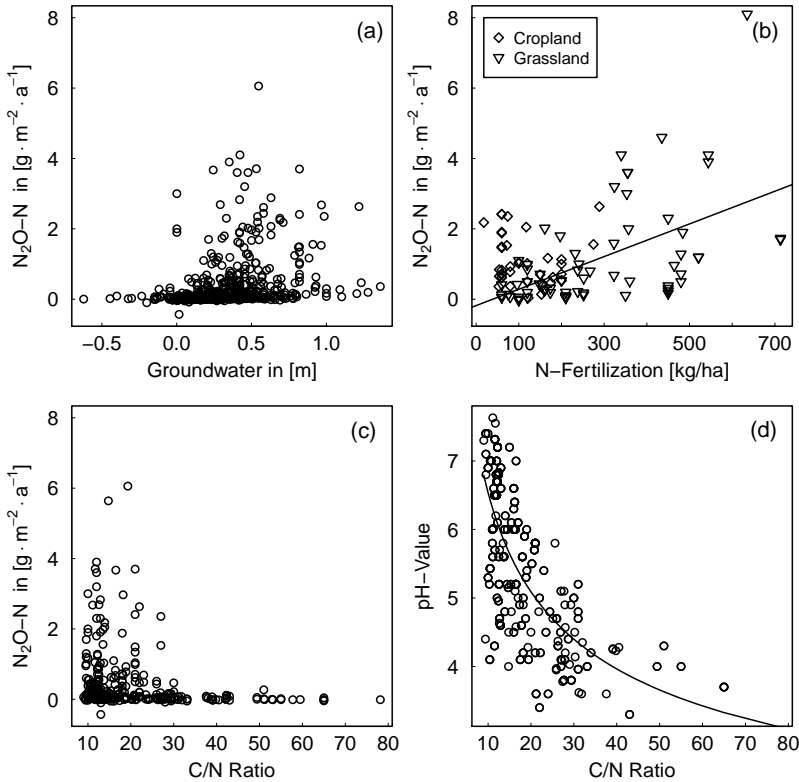 (a)
8
6
4
2
0
N₂O−N in [g · m⁻² · a⁻¹]
−0.5 0.0 0.5 1.0
Groundwater in [m]
(b)
Cropland
Grassland
8
6
4
2
0
N₂O−N in [g · m⁻² · a⁻¹]
0 100 300 500 700
N−Fertilization [kg/ha]
(c)
8
6
4
2
0
N₂O−N in [g · m⁻² · a⁻¹]
10 20 30 40 50 60 70 80
C/N Ratio
(d)
7
6
5
4
pH−Value
10 20 30 40 50 60 70 80
C/N Ratio